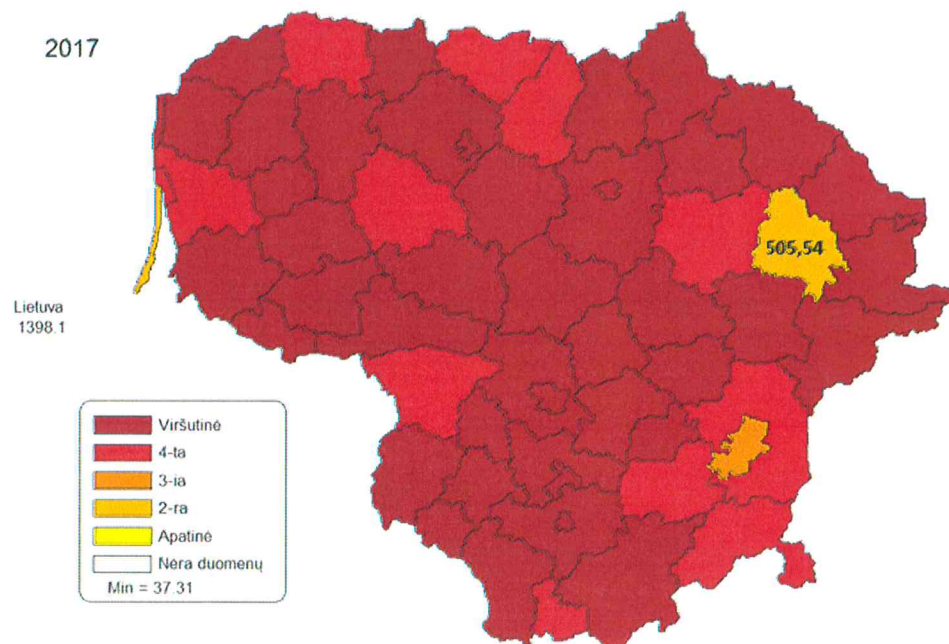 2017
505,54
Lietuva
1398.1
Viršutinė
4-ta
3-ia
2-ra
Apatinė
Nėra duomenų
Min = 37.31